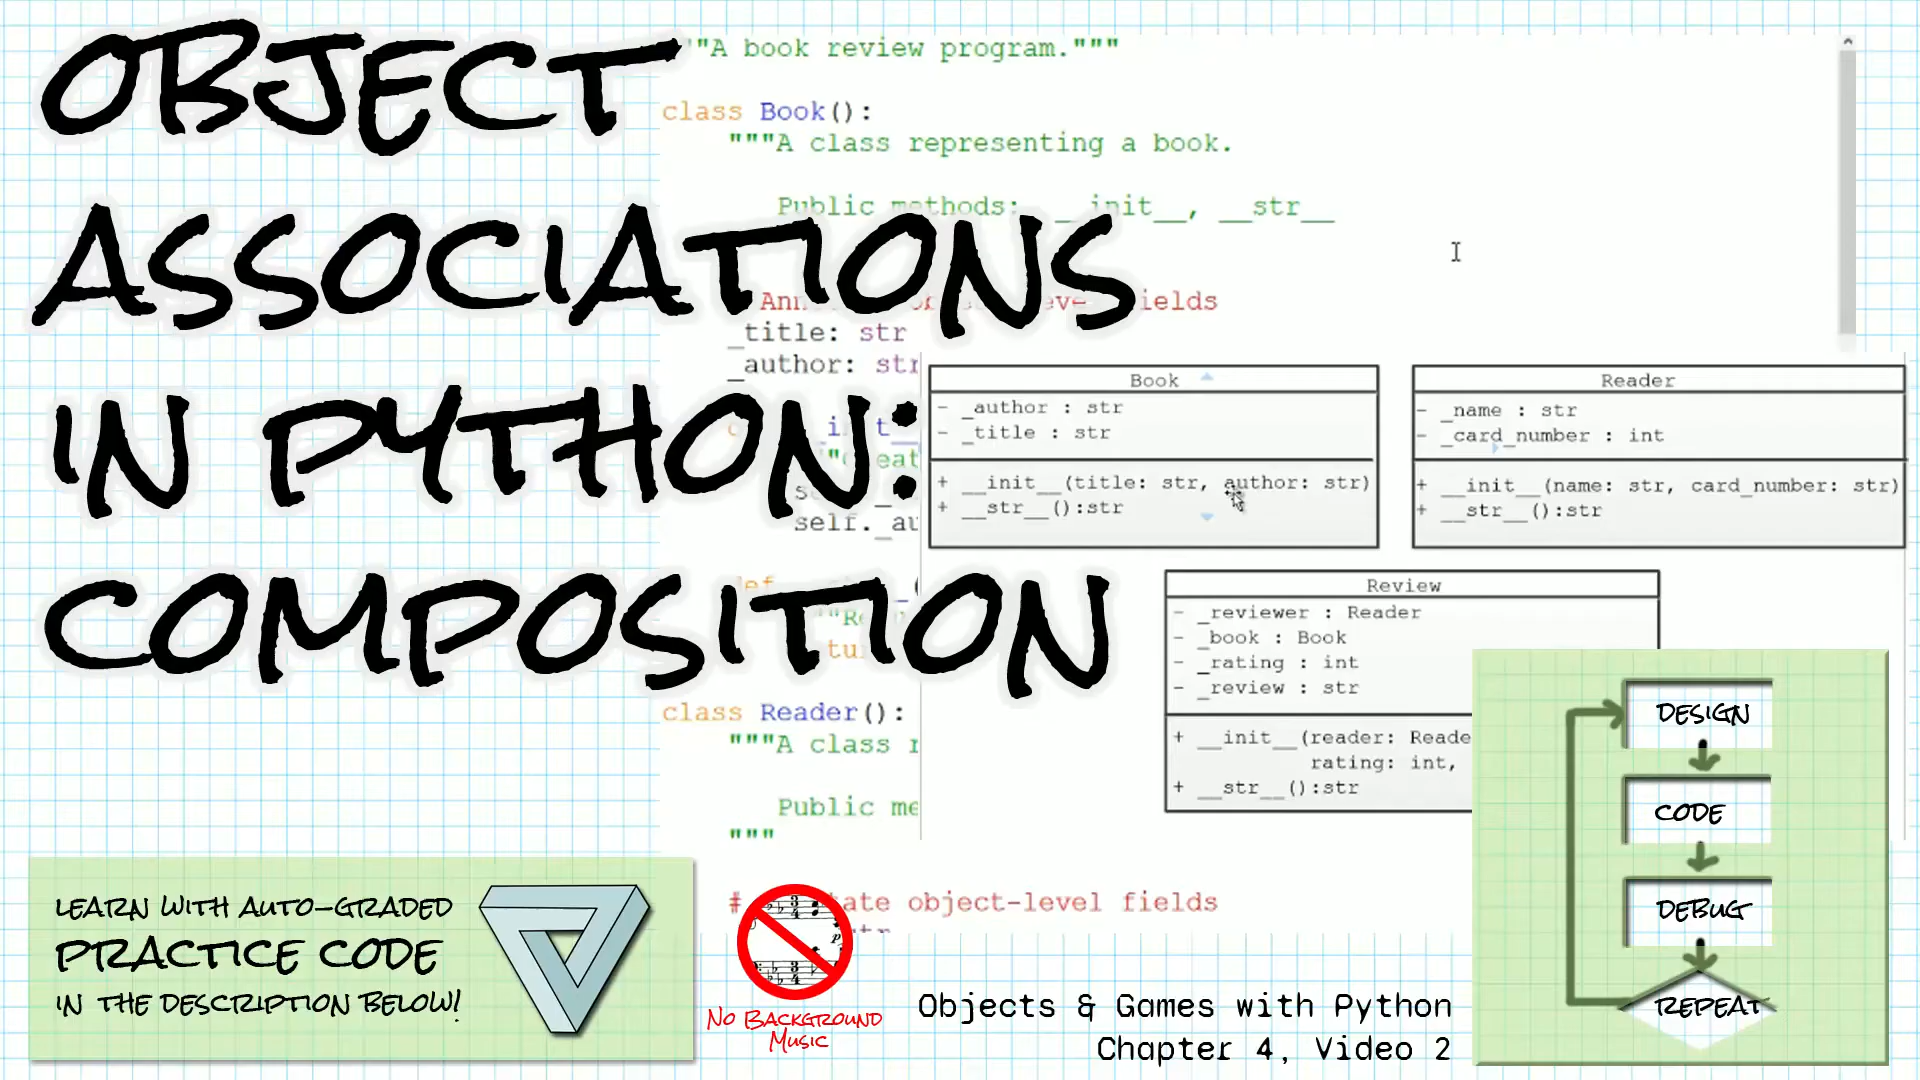 OBJECT
ASSOCIATIONS
IN PYTHON:
COMPOSITION
"A book review program."""
class Book():
"""A class representing a book.
Public methods: __init__, __str__
fields
_title: str
_author: str
self._au
class Reader():
"""A class r
Public me
"""
# object-level fields
Book
- _author : str
- _title : str
+ __init__(title: str, author: str)
+ __str__():str
Reader
- _name : str
- _card_number : int
+ __init__(name: str, card_number: str)
+ __str__():str
Review
- _reviewer : Reader
- _book : Book
- _rating : int
- _review : str
+ __init__(reader: Reade
rating: int,
+ __str__():str
DESIGN
CODE
DEBUG
REPEAT
LEARN WITH AUTO-GRADED
PRACTICE CODE
IN THE DESCRIPTION BELOW!
NO BACKGROUND
MUSIC
Objects & Games with Python
Chapter 4, Video 2